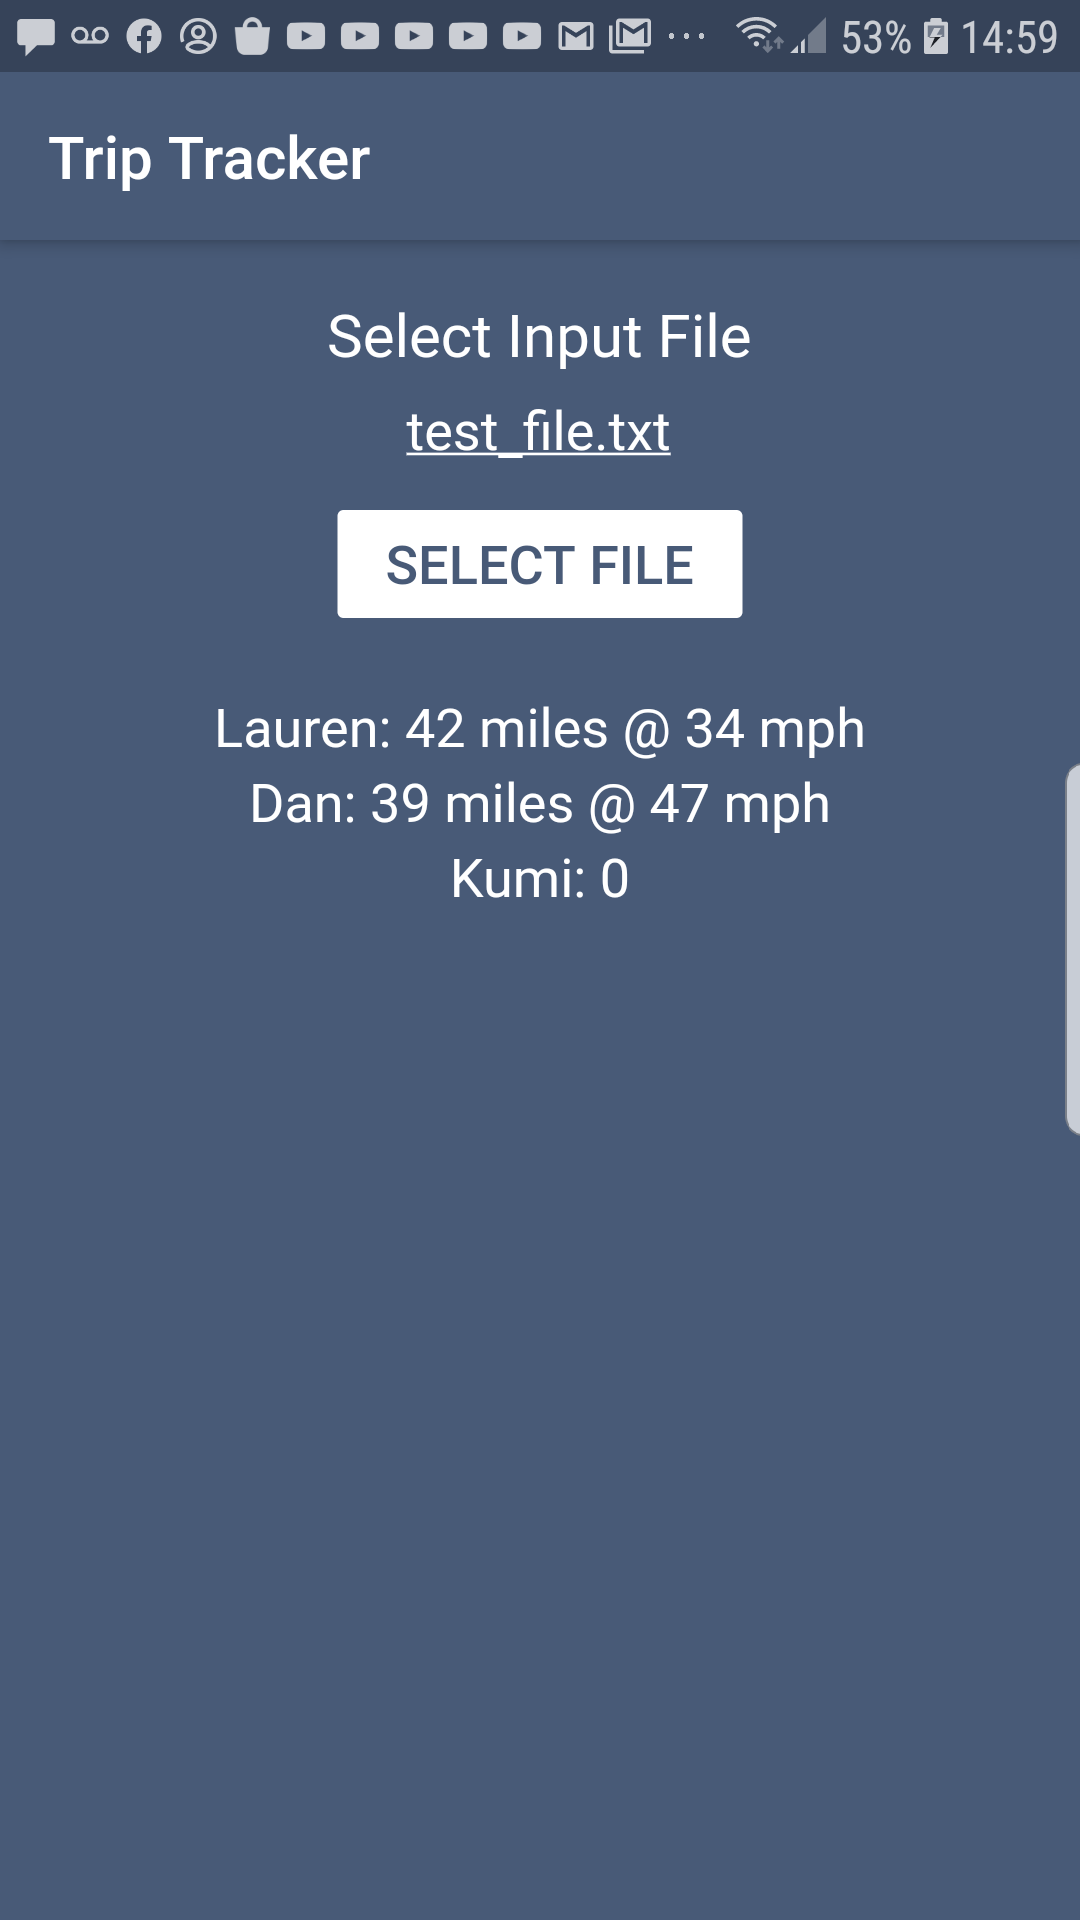 53% 14:59
Trip Tracker
Select Input File
test_file.txt
SELECT FILE
Lauren: 42 miles @ 34 mph
Dan: 39 miles @ 47 mph
Kumi: 0